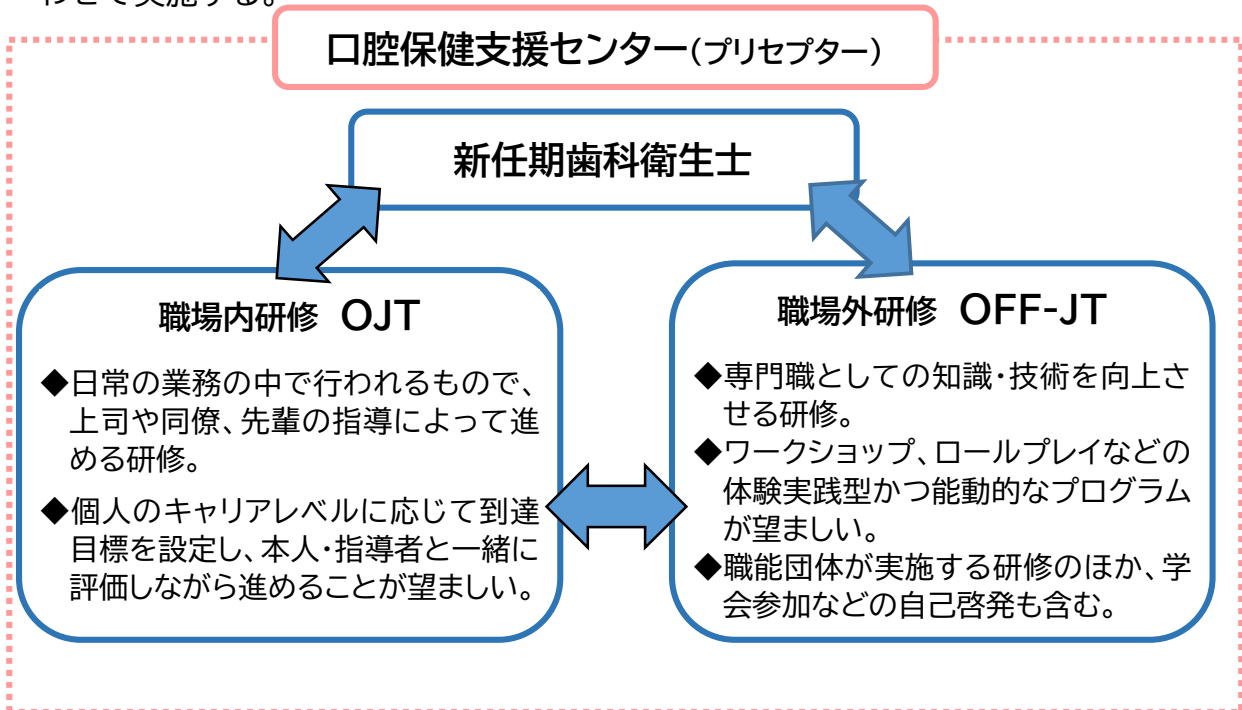 わせて実施する。
口腔保健支援センター(プリセプター)
新任期歯科衛生士
職場内研修 OJT
◆日常の業務の中で行われるもので、
上司や同僚、先輩の指導によって進
める研修。
◆個人のキャリアレベルに応じて到達
目標を設定し、本人・指導者と一緒に
評価しながら進めることが望ましい。
職場外研修 OFF-JT
◆専門職としての知識・技術を向上さ
せる研修。
◆ワークショップ、ロールプレイなどの
体験実践型かつ能動的なプログラム
が望ましい。
◆職能団体が実施する研修のほか、学
会参加などの自己啓発も含む。